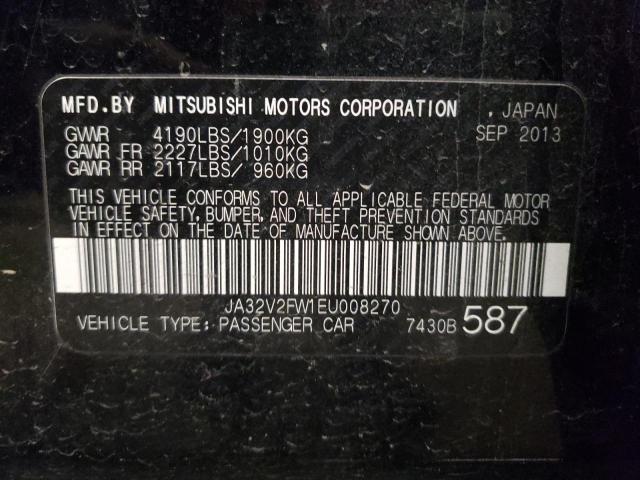 MFD.BY MITSUBISHI MOTORS CORPORATION , JAPAN
GVWR 4190LBS/1900KG SEP 2013
GAWR FR 2227LBS/1010KG
GAWR RR 2117LBS/ 960KG
THIS VEHICLE CONFORMS TO ALL APPLICABLE FEDERAL MOTOR
VEHICLE SAFETY, BUMPER, AND THEFT PREVENTION STANDARDS
IN EFFECT ON THE DATE OF MANUFACTURE SHOWN ABOVE.
JA32V2FW1EU008270
VEHICLE TYPE: PASSENGER CAR 7430B 587